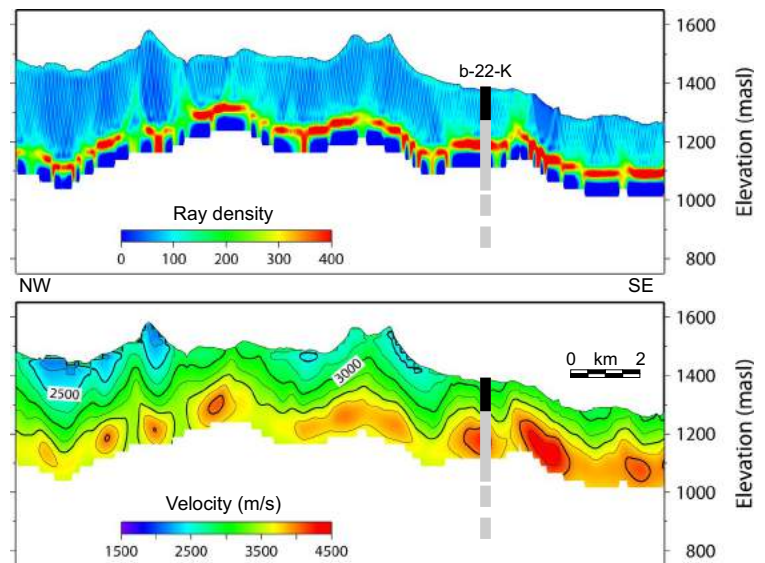 1600
b-22-K
1400
1200
1000
800
Elevation (masl)
Ray density
0 100 200 300 400
NW SE
1600
0 km 2
1400
1200
1000
800
Elevation (masl)
2500
3000
Velocity (m/s)
1500 2500 3500 4500